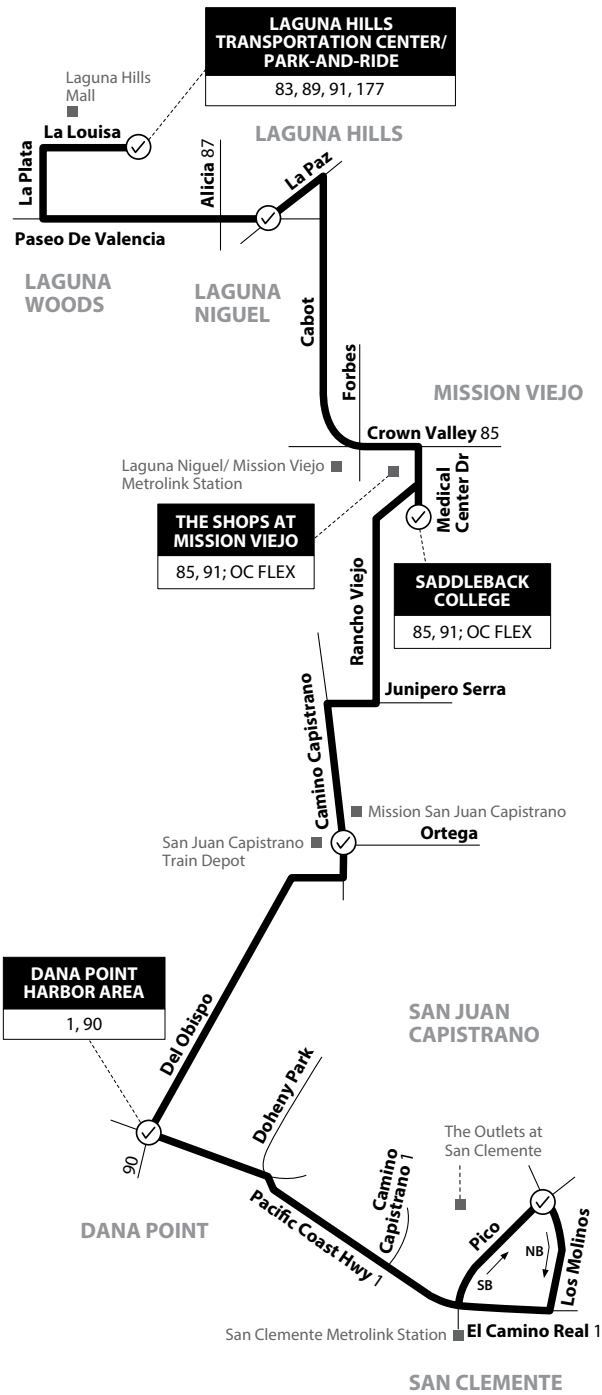 LAGUNA HILLS
TRANSPORTATION CENTER/
PARK-AND-RIDE
83, 89, 91, 177
Laguna Hills
Mall
La Louisa
LAGUNA HILLS
La Plata
Alicia 87
La Paz
Paseo De Valencia
LAGUNA
WOODS
LAGUNA
NIGUEL
Cabot
Forbes
MISSION VIEJO
Crown Valley 85
Laguna Niguel/ Mission Viejo
Metrolink Station
Medical
Center Dr
THE SHOPS AT
MISSION VIEJO
85, 91; OC FLEX
SADDLEBACK
COLLEGE
85, 91; OC FLEX
Rancho Viejo
Junipero Serra
Camino Capistrano
Mission San Juan Capistrano
Ortega
San Juan Capistrano
Train Depot
DANA POINT
HARBOR AREA
1, 90
Del Obispo
SAN JUAN
CAPISTRANO
Doheny Park
90
The Outlets at
San Clemente
Camino
Capistrano 1
DANA POINT
Pacific Coast Hwy 1
Pico
NB
SB
Los Molinos
San Clemente Metrolink Station
El Camino Real 1
SAN CLEMENTE